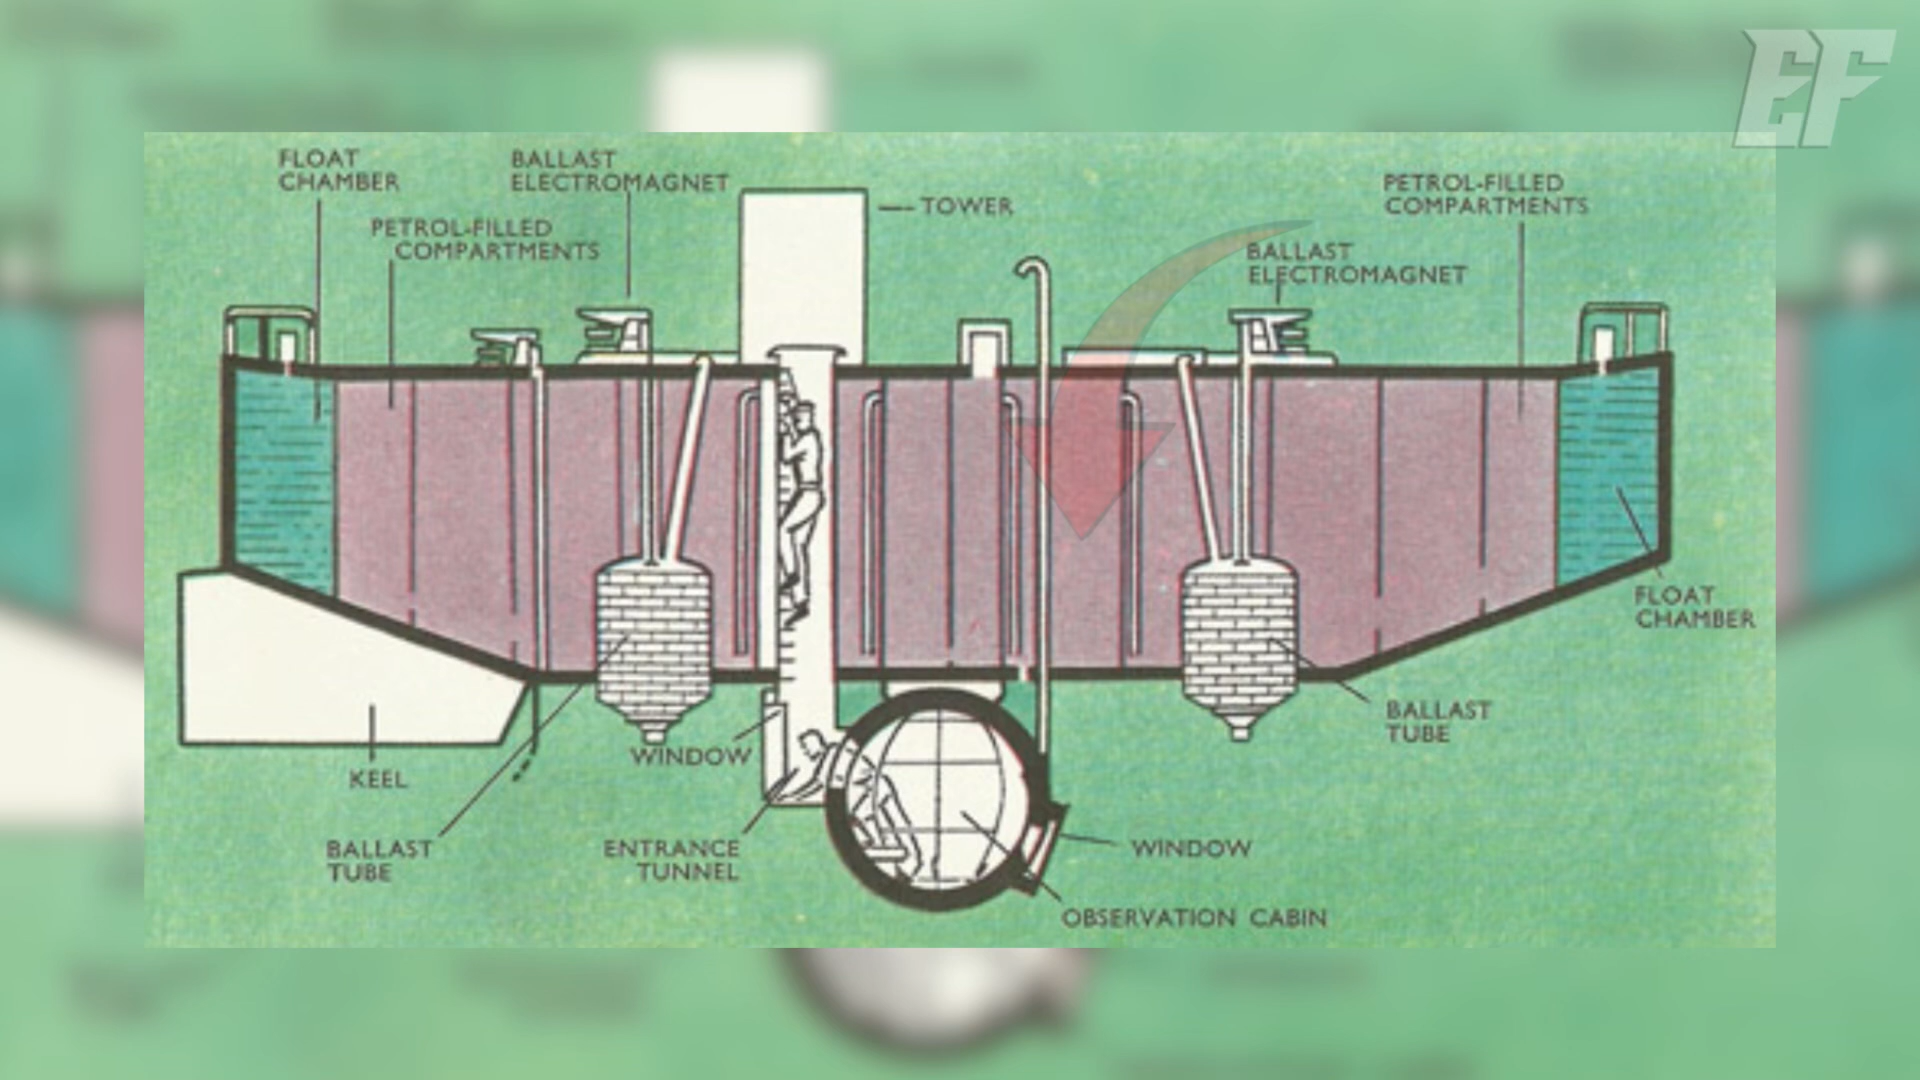 EF
FLOAT
CHAMBER
BALLAST
ELECTROMAGNET
PETROL-FILLED
COMPARTMENTS
TOWER
PETROL-FILLED
COMPARTMENTS
BALLAST
ELECTROMAGNET
FLOAT
CHAMBER
BALLAST
TUBE
WINDOW
KEEL
BALLAST
TUBE
ENTRANCE
TUNNEL
WINDOW
OBSERVATION CABIN